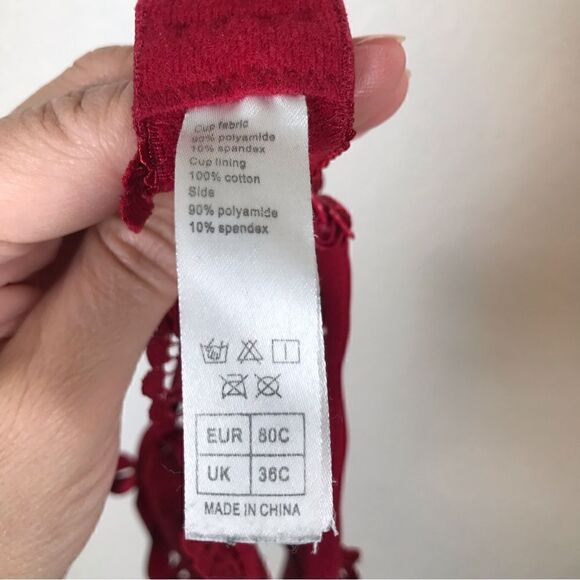 Cup fabric
90% polyamide
10% spandex
Cup lining
100% cotton
Side
90% polyamide
10% spandex
EUR 80C
UK 36C
MADE IN CHINA